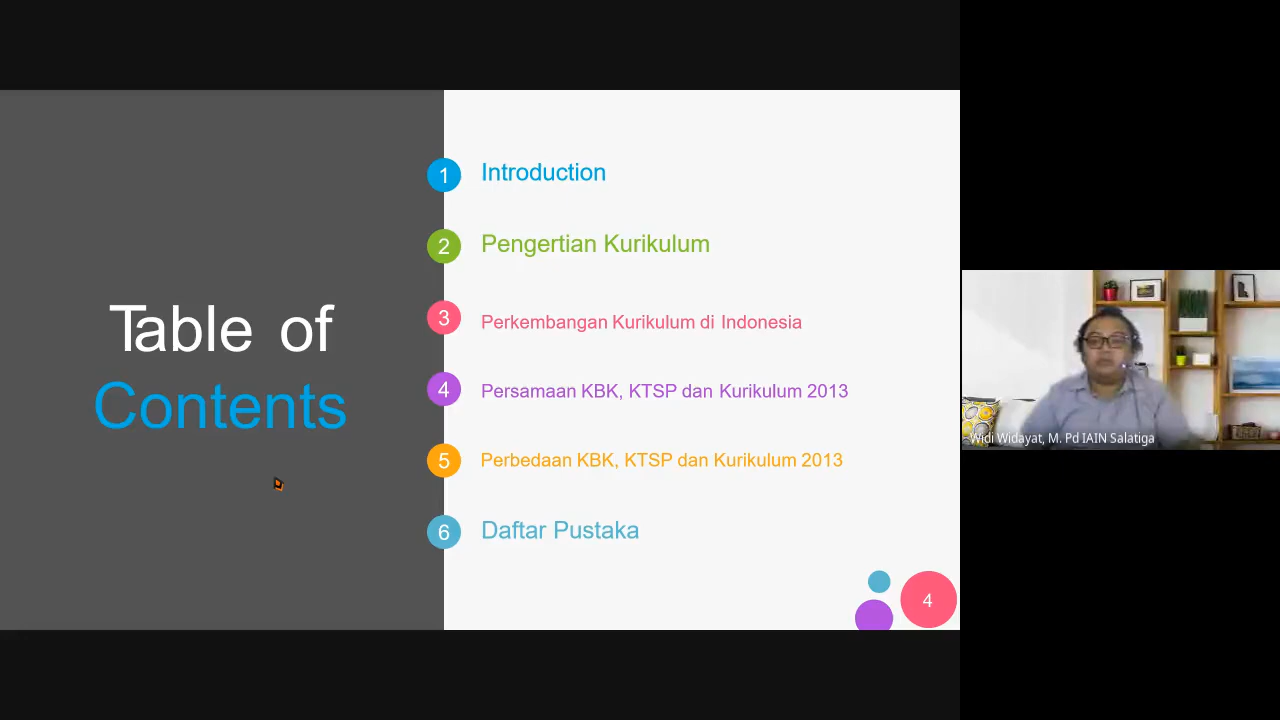 Table of
Contents
1 Introduction
2 Pengertian Kurikulum
3 Perkembangan Kurikulum di Indonesia
4 Persamaan KBK, KTSP dan Kurikulum 2013
5 Perbedaan KBK, KTSP dan Kurikulum 2013
6 Daftar Pustaka
4
Widi Widayat, M. Pd IAIN Salatiga